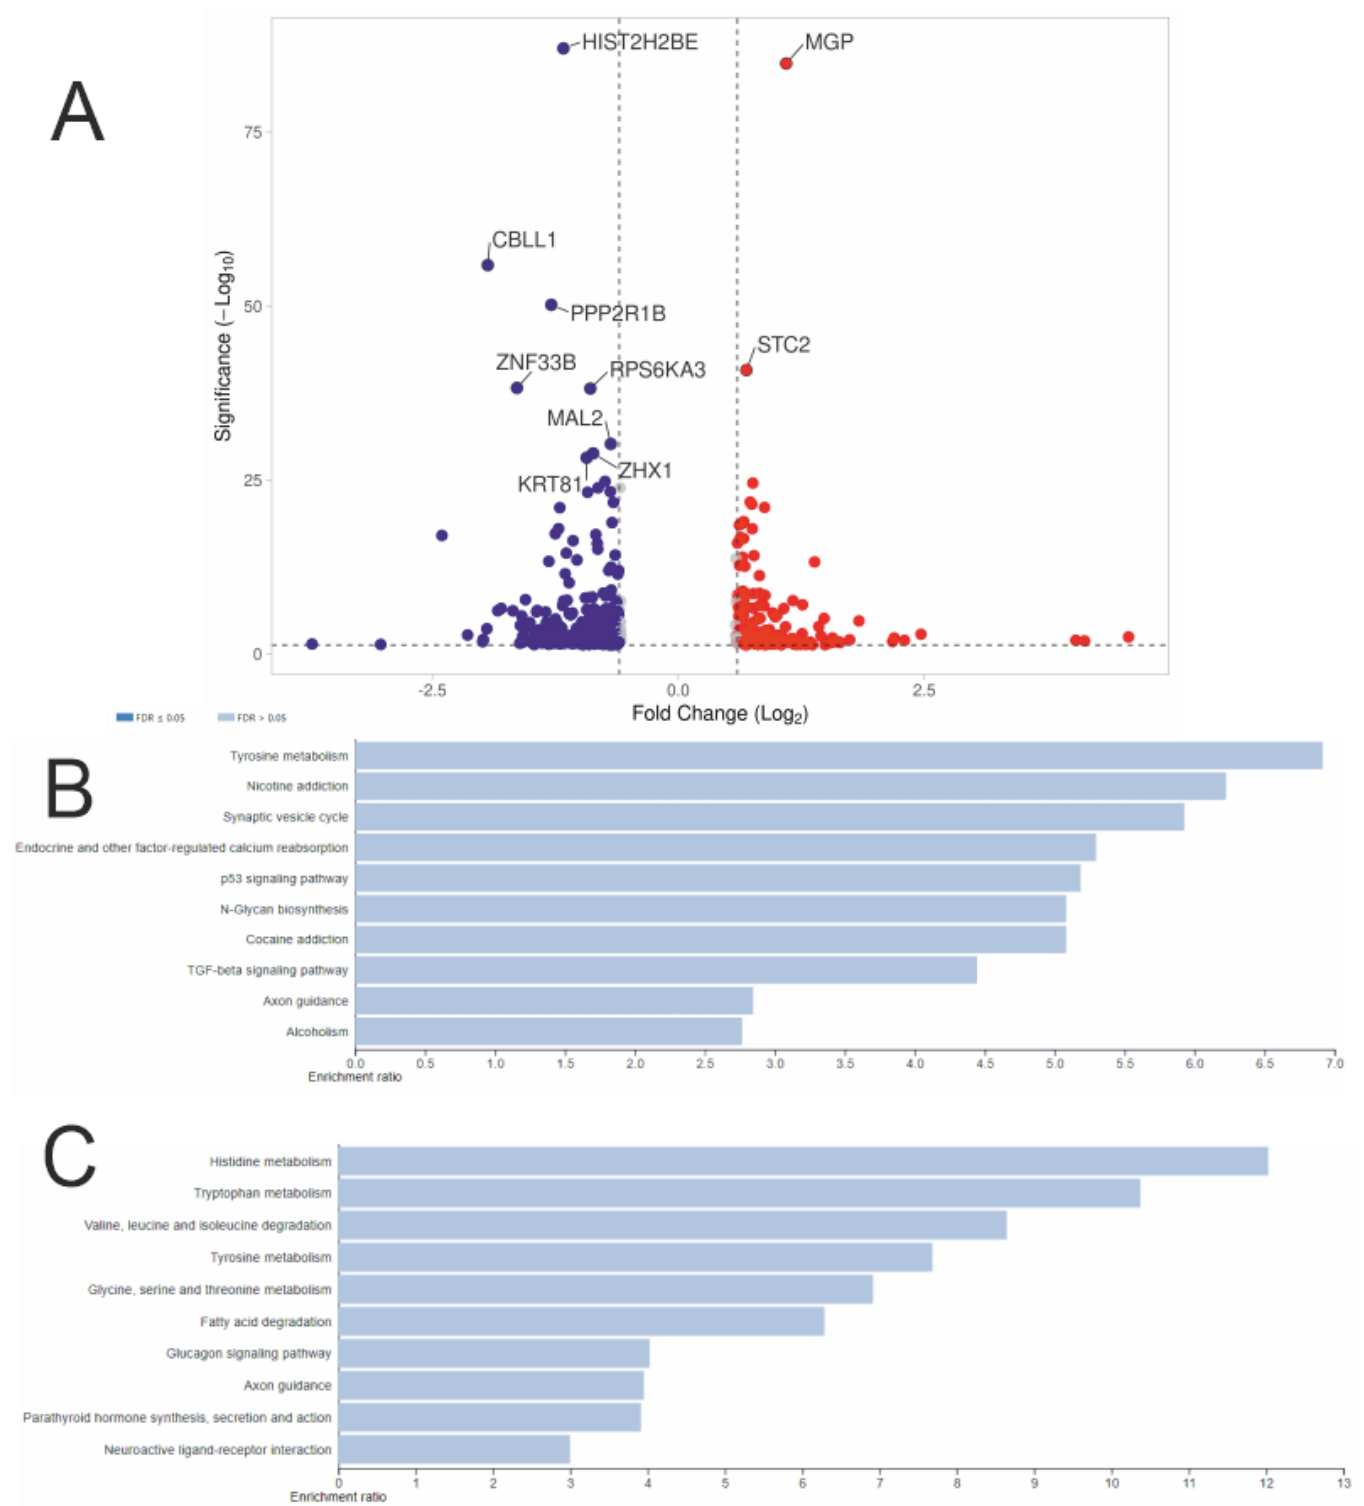 A
HIST2H2BE
MGP
75
CBLL1
50
PPP2R1B
STC2
ZNF33B
RPS6KA3
MAL2
ZHX1
25
KRT81
0
Significance (−Log10)
-2.5
0.0
2.5
Fold Change (Log2)
FDR ≤ 0.05
FDR > 0.05
B
Tyrosine metabolism
Nicotine addiction
Synaptic vesicle cycle
Endocrine and other factor-regulated calcium reabsorption
p53 signaling pathway
N-Glycan biosynthesis
Cocaine addiction
TGF-beta signaling pathway
Axon guidance
Alcoholism
0.0 0.5 1.0 1.5 2.0 2.5 3.0 3.5 4.0 4.5 5.0 5.5 6.0 6.5 7.0
Enrichment ratio
C
Histidine metabolism
Tryptophan metabolism
Valine, leucine and isoleucine degradation
Tyrosine metabolism
Glycine, serine and threonine metabolism
Fatty acid degradation
Glucagon signaling pathway
Axon guidance
Parathyroid hormone synthesis, secretion and action
Neuroactive ligand-receptor interaction
0 1 2 3 4 5 6 7 8 9 10 11 12 13
Enrichment ratio